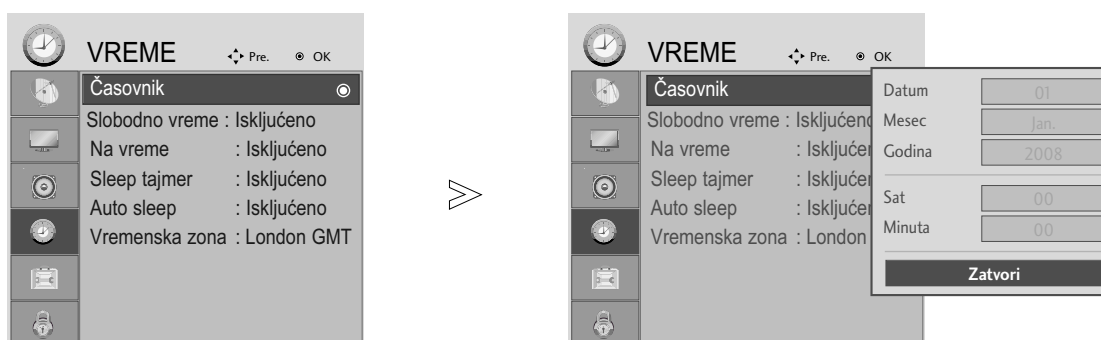 VREME Pre. OK
Časovnik
Slobodno vreme : Isključeno
Na vreme : Isključeno
Sleep tajmer : Isključeno
Auto sleep : Isključeno
Vremenska zona : London GMT
VREME Pre. OK
Časovnik
Slobodno vreme : Isključeno
Na vreme : Isključen
Sleep tajmer : Isključen
Auto sleep : Isključen
Vremenska zona : London
Datum 01
Mesec Jan.
Godina 2008
Sat 00
Minuta 00
Zatvori